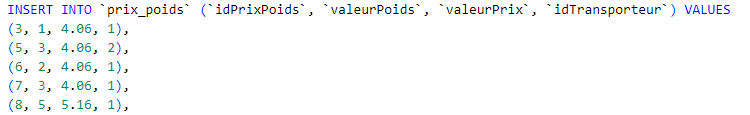 INSERT INTO `prix_poids` (`idPrixPoids`, `valeurPoids`, `valeurPrix`, `idTransporteur`) VALUES
(3, 1, 4.06, 1),
(5, 3, 4.06, 2),
(6, 2, 4.06, 1),
(7, 3, 4.06, 1),
(8, 5, 5.16, 1),